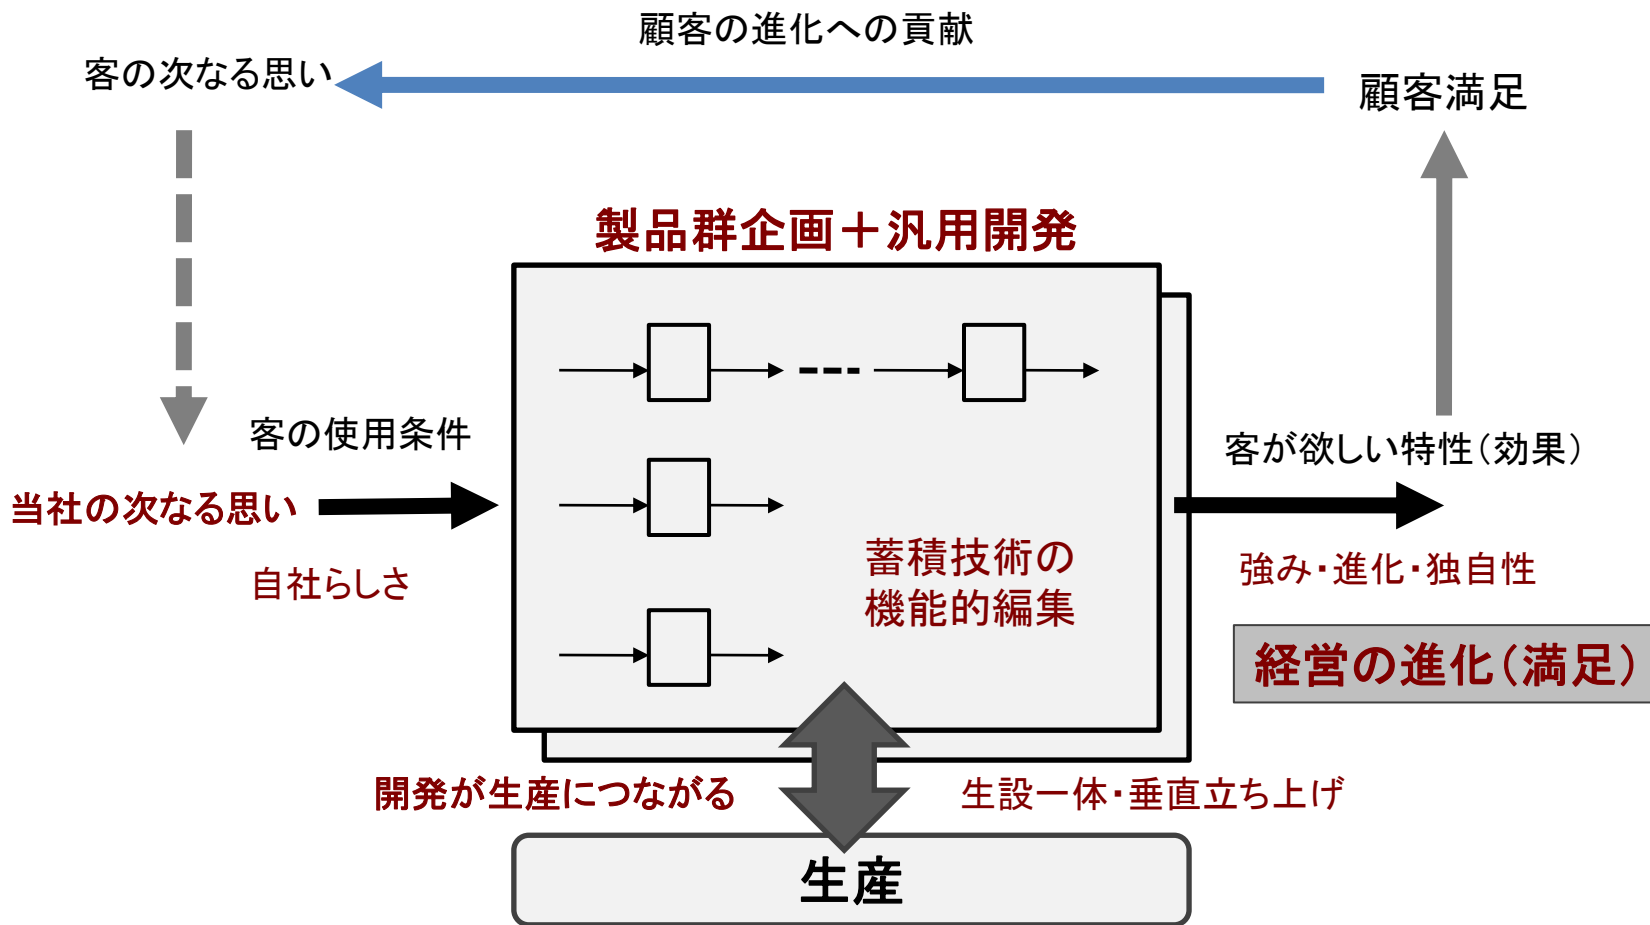 顧客の進化への貢献
客の次なる思い
顧客満足
製品群企画＋汎用開発
客の使用条件
客が欲しい特性（効果）
当社の次なる思い
自社らしさ
蓄積技術の
機能的編集
強み・進化・独自性
経営の進化（満足）
開発が生産につながる
生設一体・垂直立ち上げ
生産